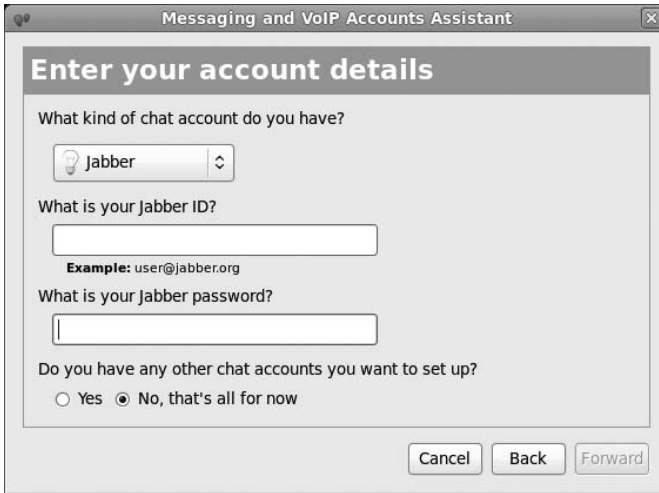 Messaging and VoIP Accounts Assistant
Enter your account details
What kind of chat account do you have?
Jabber
What is your Jabber ID?
Example: user@jabber.org
What is your Jabber password?
Do you have any other chat accounts you want to set up?
Yes No, that's all for now
Cancel Back Forward